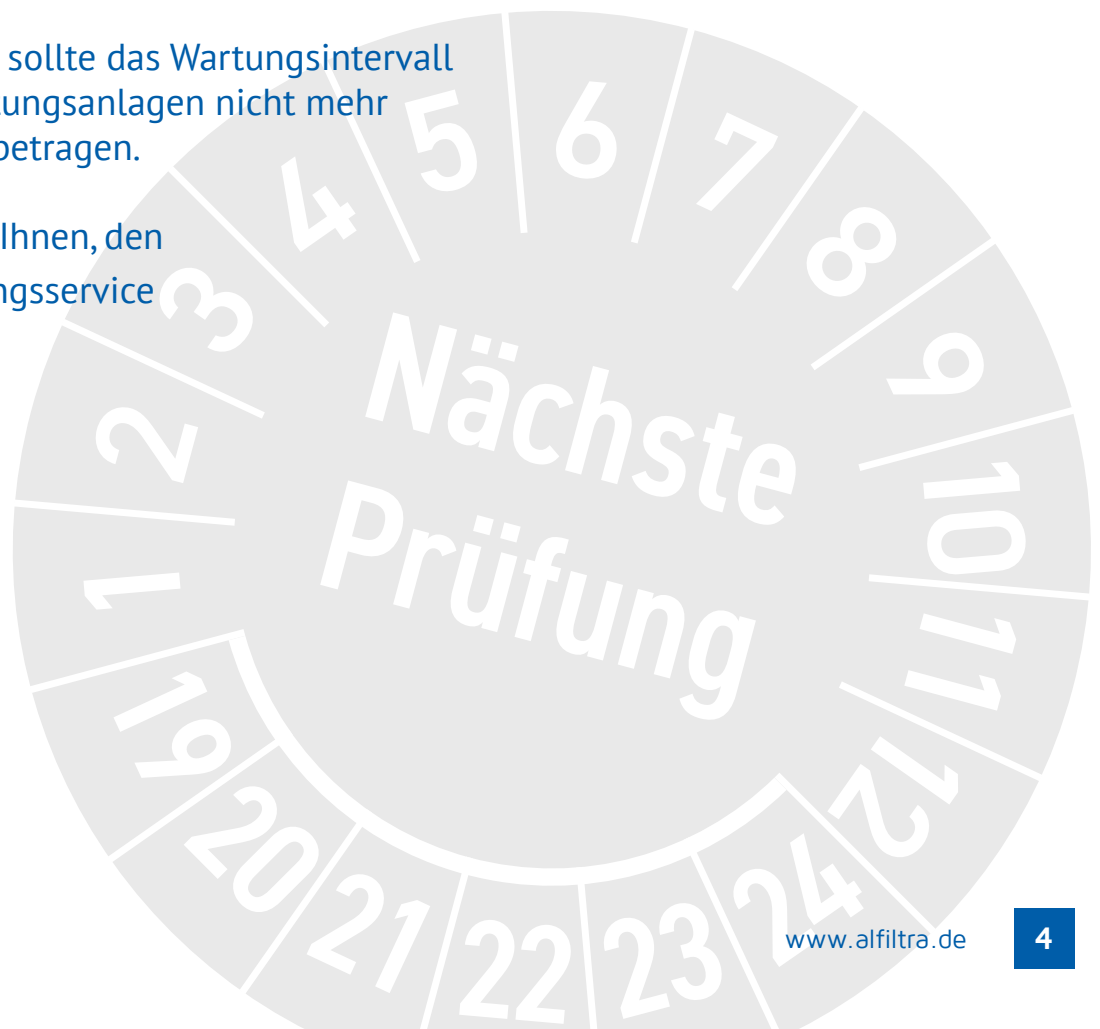 sollte das Wartungsintervall
ungsanlagen nicht mehr
betragen.
Ihnen, den
ngsservice
Nächste
Prüfung
1
2
3
4
5
6
7
8
9
10
11
12
19
20
21
22
23
24
www.alfiltra.de
4